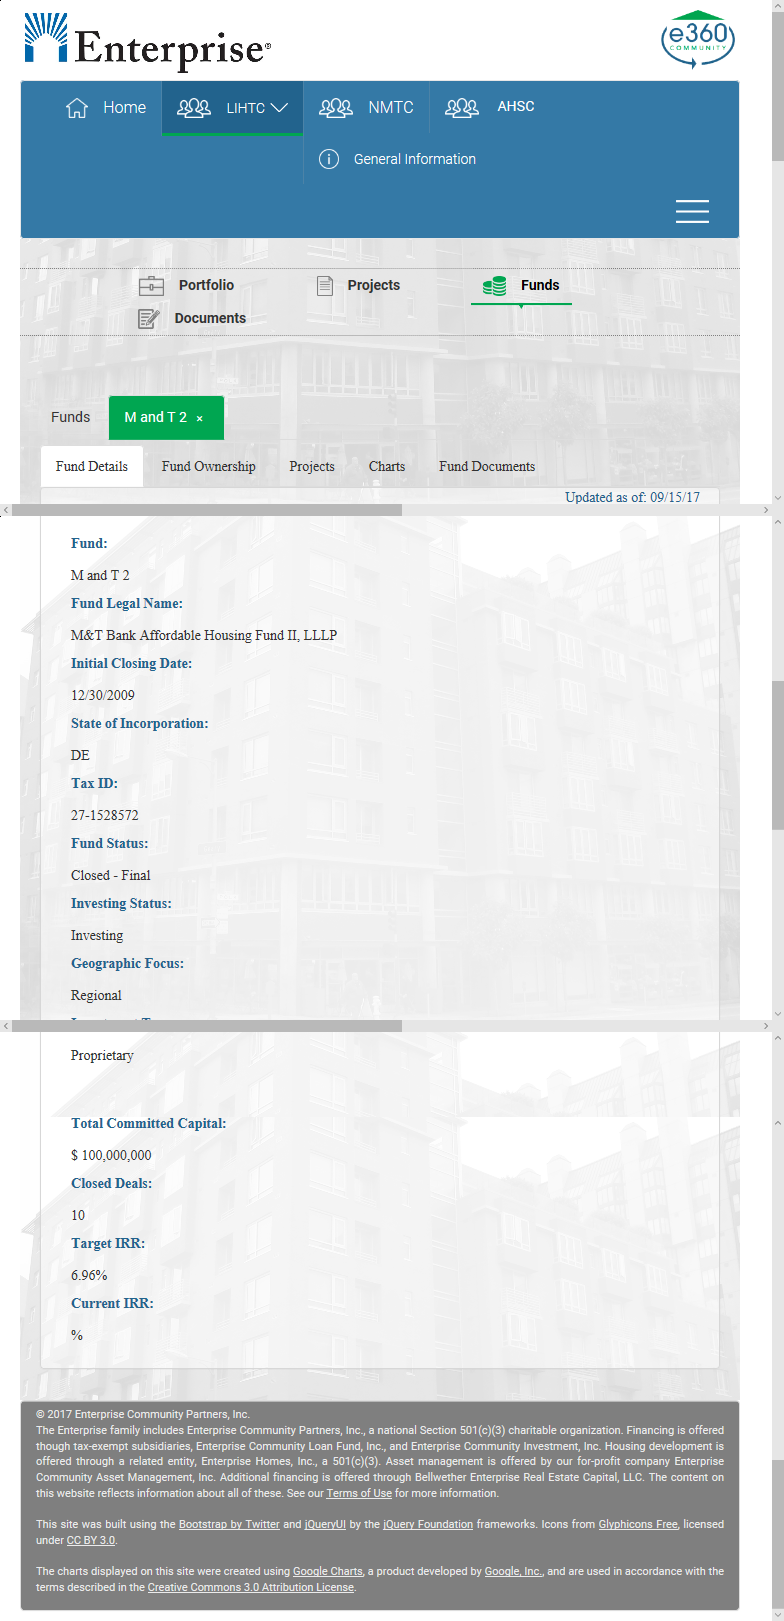 Enterprise®
e360
COMMUNITY
Home
LIHTC
NMTC
AHSC
General Information
Portfolio
Projects
Funds
Documents
Funds
M and T 2 ×
Fund Details
Fund Ownership
Projects
Charts
Fund Documents
Updated as of: 09/15/17
Fund:
M and T 2
Fund Legal Name:
M&T Bank Affordable Housing Fund II, LLLP
Initial Closing Date:
12/30/2009
State of Incorporation:
DE
Tax ID:
27-1528572
Fund Status:
Closed - Final
Investing Status:
Investing
Geographic Focus:
Regional
Proprietary
Total Committed Capital:
$ 100,000,000
Closed Deals:
10
Target IRR:
6.96%
Current IRR:
%
© 2017 Enterprise Community Partners, Inc.
The Enterprise family includes Enterprise Community Partners, Inc., a national Section 501(c)(3) charitable organization. Financing is offered
though tax-exempt subsidiaries, Enterprise Community Loan Fund, Inc., and Enterprise Community Investment, Inc. Housing development is
offered through a related entity, Enterprise Homes, Inc., a 501(c)(3). Asset management is offered by our for-profit company Enterprise
Community Asset Management, Inc. Additional financing is offered through Bellwether Enterprise Real Estate Capital, LLC. The content on
this website reflects information about all of these. See our Terms of Use for more information.
This site was built using the Bootstrap by Twitter and jQueryUI by the jQuery Foundation frameworks. Icons from Glyphicons Free, licensed
under CC BY 3.0.
The charts displayed on this site were created using Google Charts, a product developed by Google, Inc., and are used in accordance with the
terms described in the Creative Commons 3.0 Attribution License.